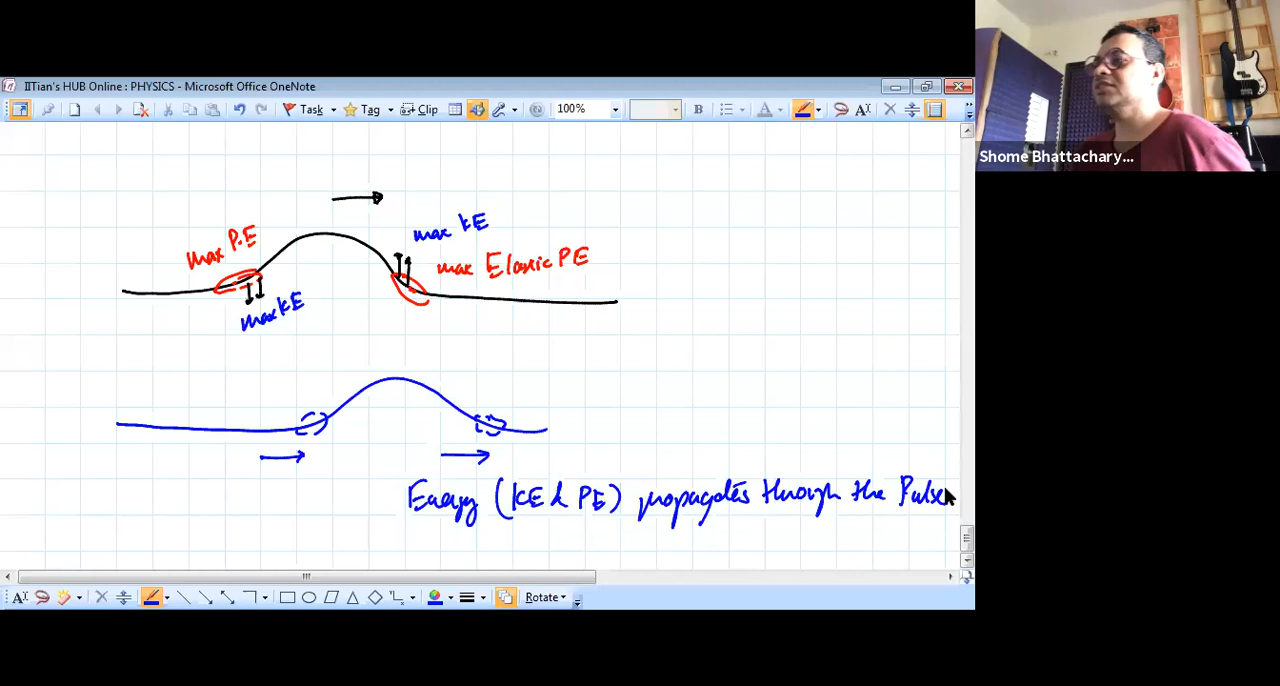 IITian's HUB Online : PHYSICS - Microsoft Office OneNote
Task Tag Clip 100% B A
Shome Bhattachary...
max KE
max P.E
max Elastic PE
max KE
Energy (KE & PE) propagates through the Pulse
Rotate